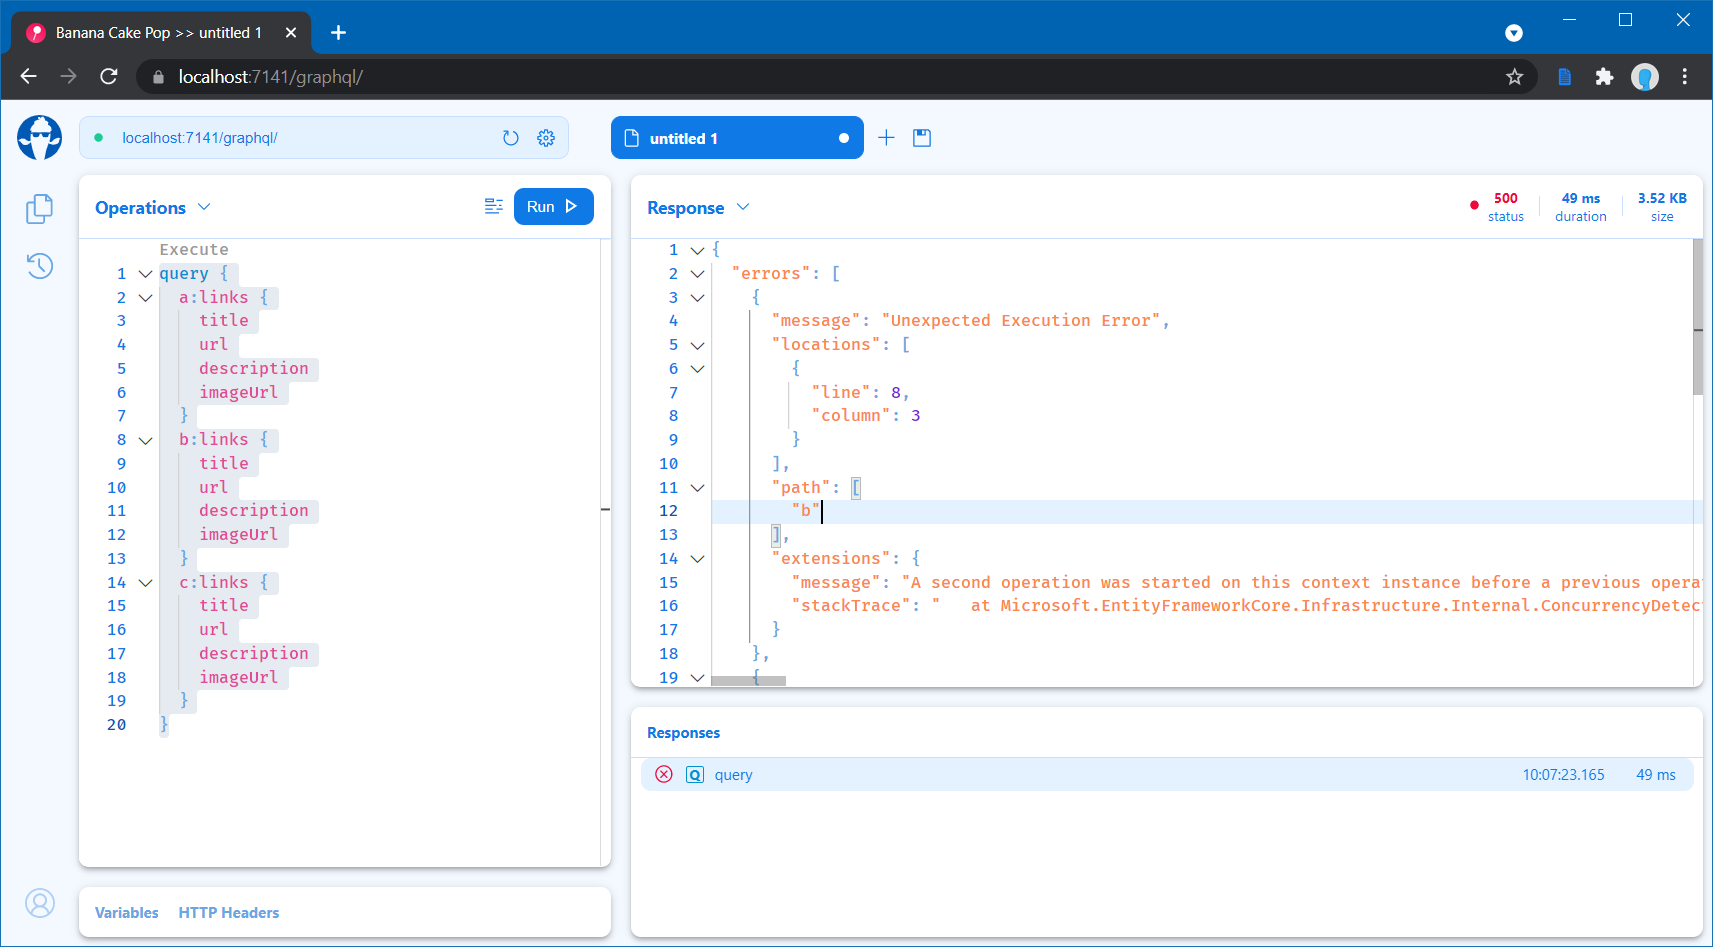 Banana Cake Pop >> untitled 1
localhost:7141/graphql/
localhost:7141/graphql/
untitled 1
Operations
Run
Execute
1 query {
2 a:links {
3 title
4 url
5 description
6 imageUrl
7 }
8 b:links {
9 title
10 url
11 description
12 imageUrl
13 }
14 c:links {
15 title
16 url
17 description
18 imageUrl
19 }
20 }
Variables HTTP Headers
Response
500 status
49 ms duration
3.52 KB size
1 {
2 "errors": [
3 {
4 "message": "Unexpected Execution Error",
5 "locations": [
6 {
7 "line": 8,
8 "column": 3
9 }
10 ],
11 "path": [
12 "b"
13 ],
14 "extensions": {
15 "message": "A second operation was started on this context instance before a previous opera
16 "stackTrace": "   at Microsoft.EntityFrameworkCore.Infrastructure.Internal.ConcurrencyDetec
17 }
18 },
19 {
Responses
Q query 10:07:23.165 49 ms